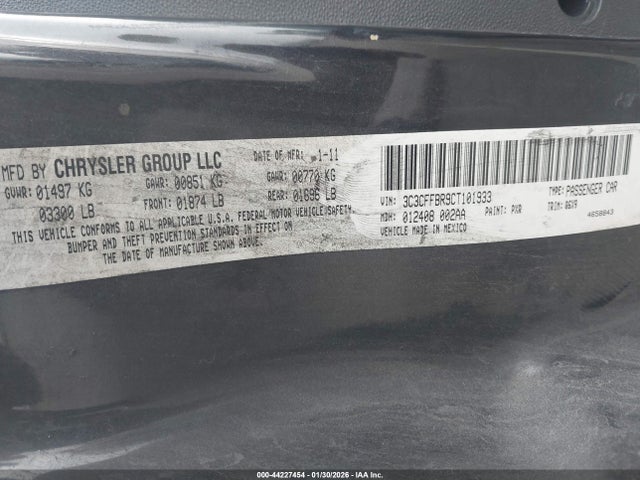 MFD BY CHRYSLER GROUP LLC
DATE OF MFR: 1-11
GVWR: 01497 KG
GAWR: 00851 KG
GAWR: 00770 KG
03300 LB
FRONT: 01874 LB
REAR: 01696 LB
THIS VEHICLE CONFORMS TO ALL APPLICABLE U.S.A. FEDERAL MOTOR VEHICLE SAFETY,
BUMPER AND THEFT PREVENTION STANDARDS IN EFFECT ON
THE DATE OF MANUFACTURE SHOWN ABOVE.
VIN: 3C3CFFBR9CT101933
TYPE: PASSENGER CAR
MDH: 012408 002AA
PAINT: PXR
TRIM:
VEHICLE MADE IN MEXICO
4658843
000-44227454 - 01/30/2026 - IAA Inc.